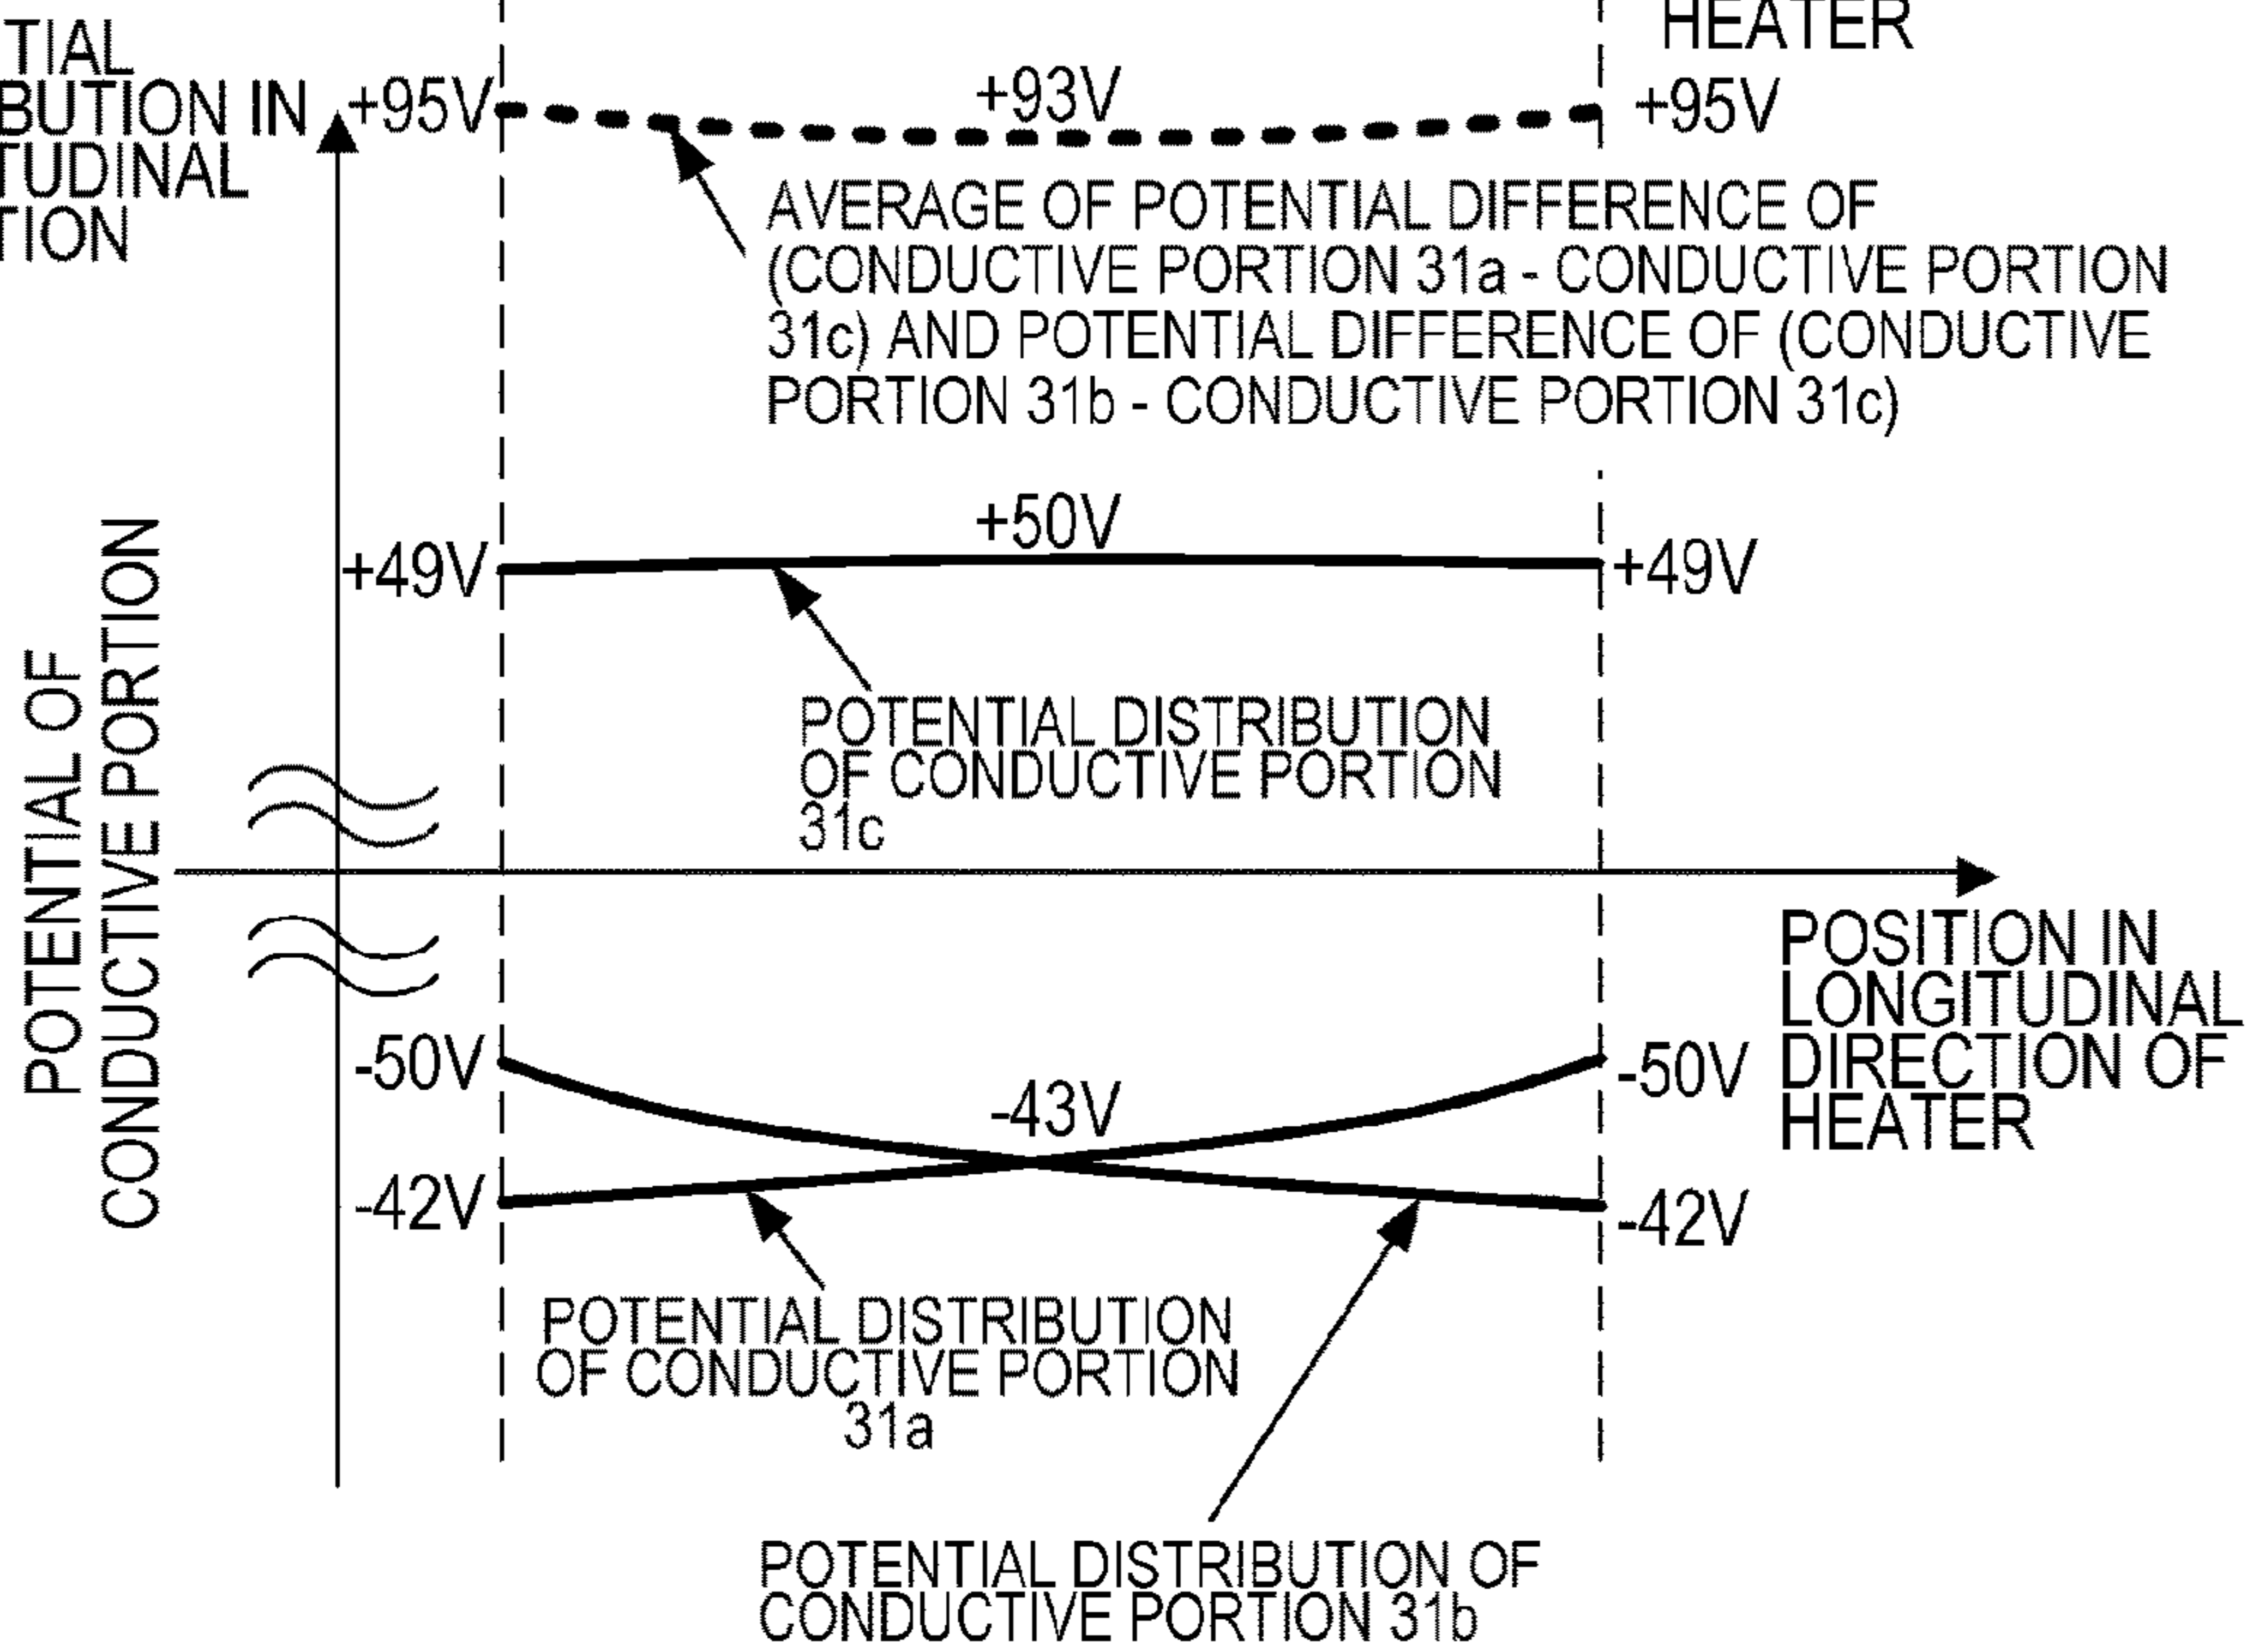 HEATER
TIAL
BUTION IN
TUDINAL
TION
+95V
+93V
+95V
AVERAGE OF POTENTIAL DIFFERENCE OF
(CONDUCTIVE PORTION 31a - CONDUCTIVE PORTION
31c) AND POTENTIAL DIFFERENCE OF (CONDUCTIVE
PORTION 31b - CONDUCTIVE PORTION 31c)
+50V
+49V
+49V
POTENTIAL OF
CONDUCTIVE PORTION
POTENTIAL DISTRIBUTION
OF CONDUCTIVE PORTION
31c
POSITION IN
LONGITUDINAL
DIRECTION OF
HEATER
-50V
-43V
-50V
-42V
-42V
POTENTIAL DISTRIBUTION
OF CONDUCTIVE PORTION
31a
POTENTIAL DISTRIBUTION OF
CONDUCTIVE PORTION 31b